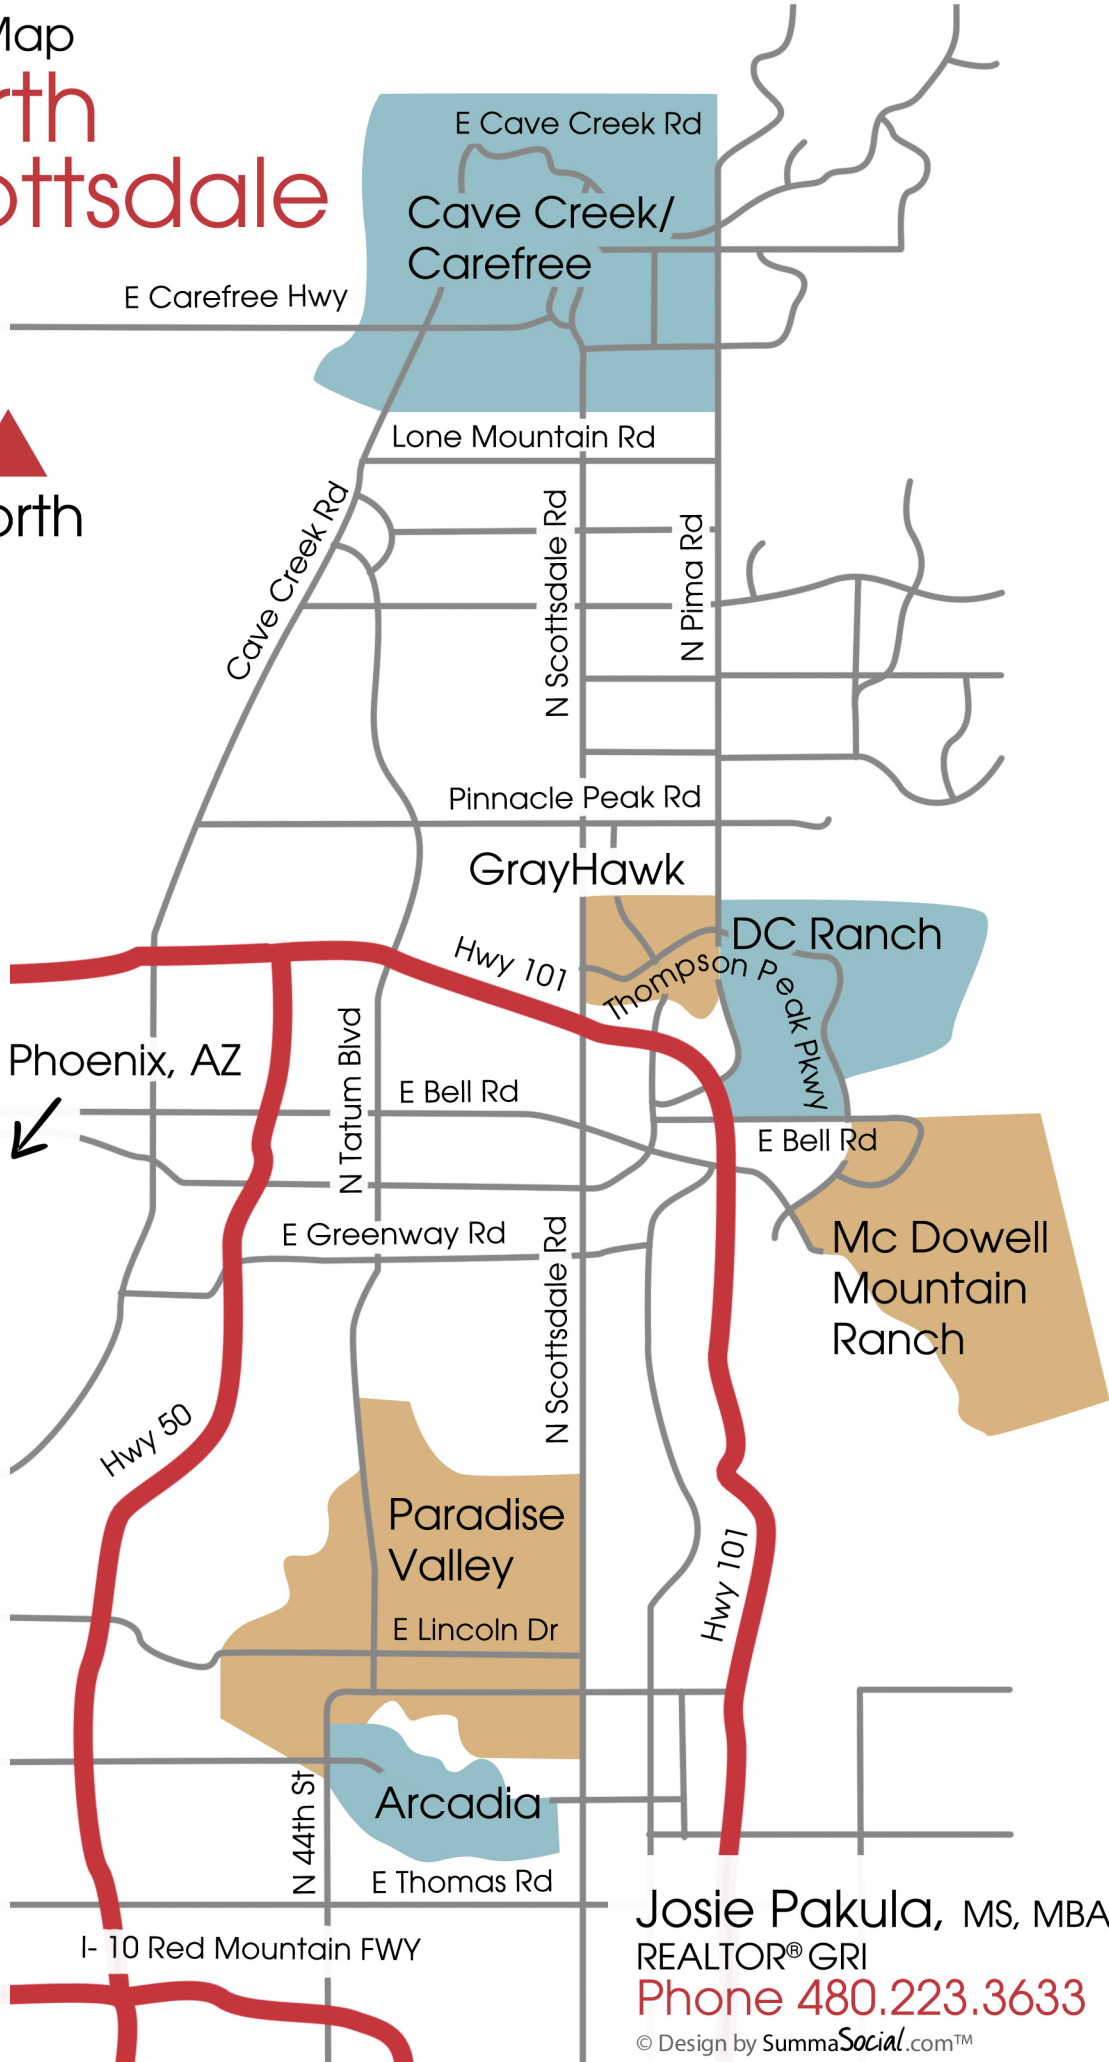 Map
rth
ottsdale
E Cave Creek Rd
Cave Creek/
Carefree
E Carefree Hwy
orth
Lone Mountain Rd
Cave Creek Rd
N Scottsdale Rd
N Pima Rd
Pinnacle Peak Rd
GrayHawk
DC Ranch
Hwy 101
Thompson Peak Pkwy
Phoenix, AZ
N Tatum Blvd
E Bell Rd
E Bell Rd
E Greenway Rd
N Scottsdale Rd
Mc Dowell
Mountain
Ranch
Hwy 50
Paradise
Valley
Hwy 101
E Lincoln Dr
N 44th St
Arcadia
E Thomas Rd
I- 10 Red Mountain FWY
Josie Pakula, MS, MBA
REALTOR® GRI
Phone 480.223.3633
© Design by SummaSocial.com™